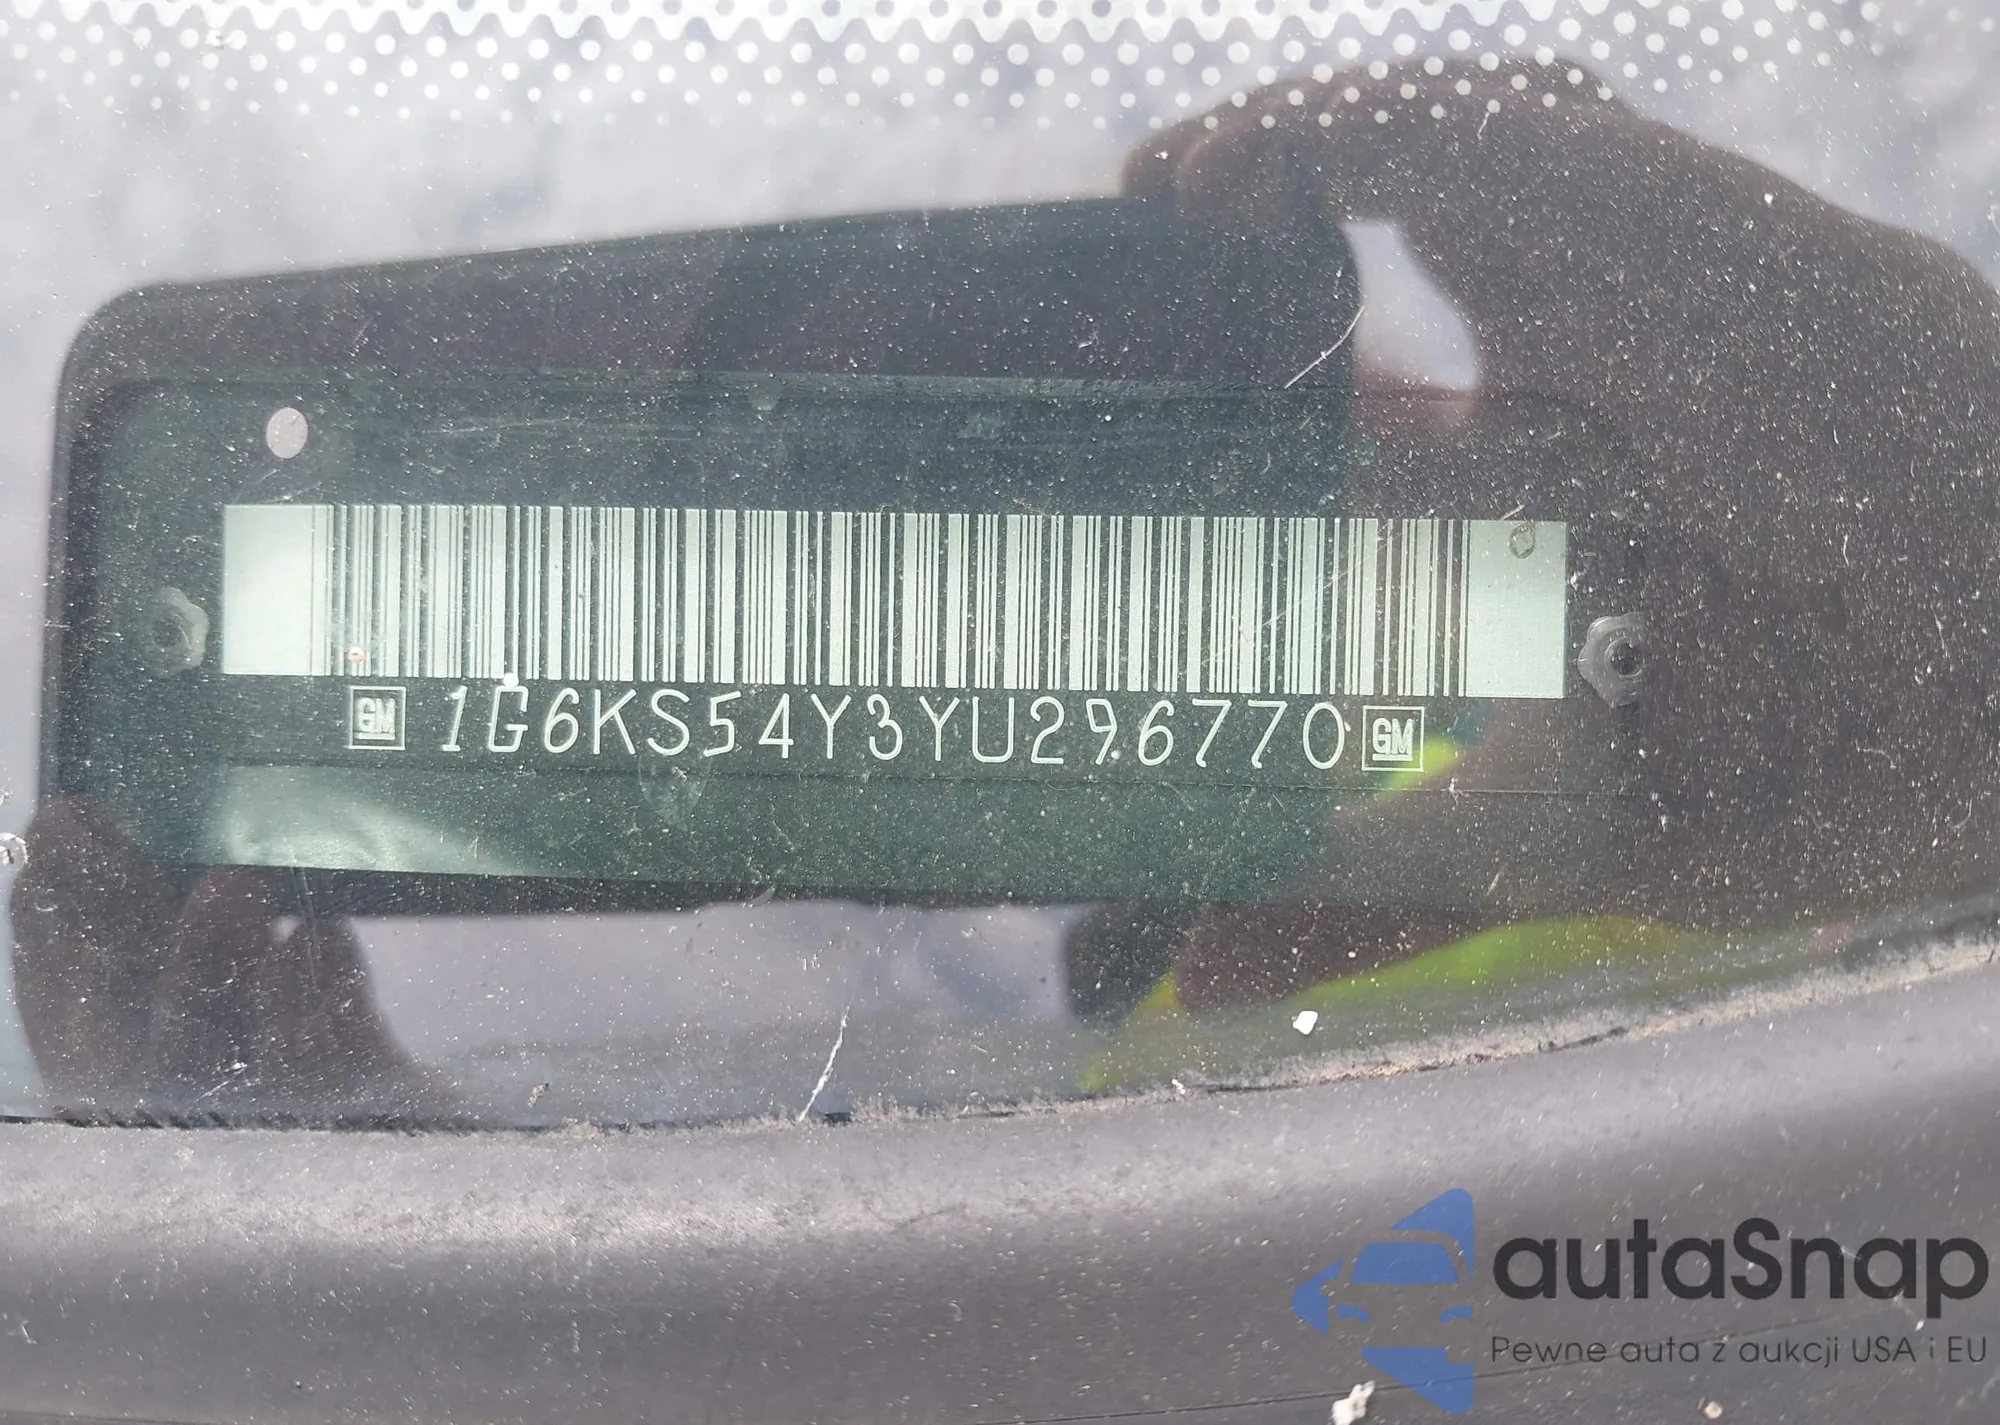 GM 1G6KS54Y3YU296770 GM
autaSnap
Pewne auta z aukcji USA i EU